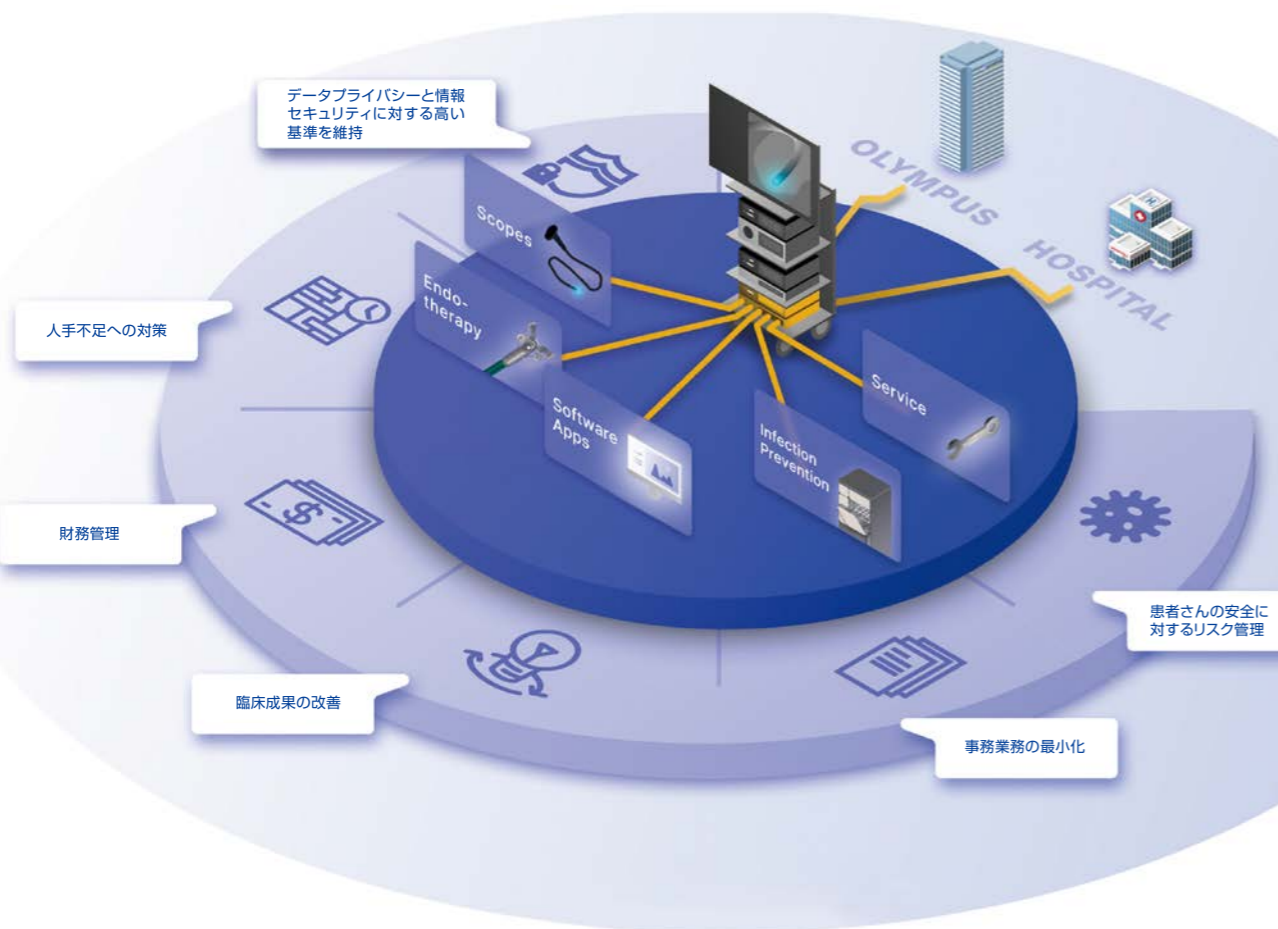 データプライバシーと情報
セキュリティに対する高い
基準を維持
OLYMPUS
HOSPITAL
Scopes
Endo-
therapy
Software
Apps
Infection
Prevention
Service
人手不足への対策
財務管理
臨床成果の改善
事務業務の最小化
患者さんの安全に
対するリスク管理
$
H